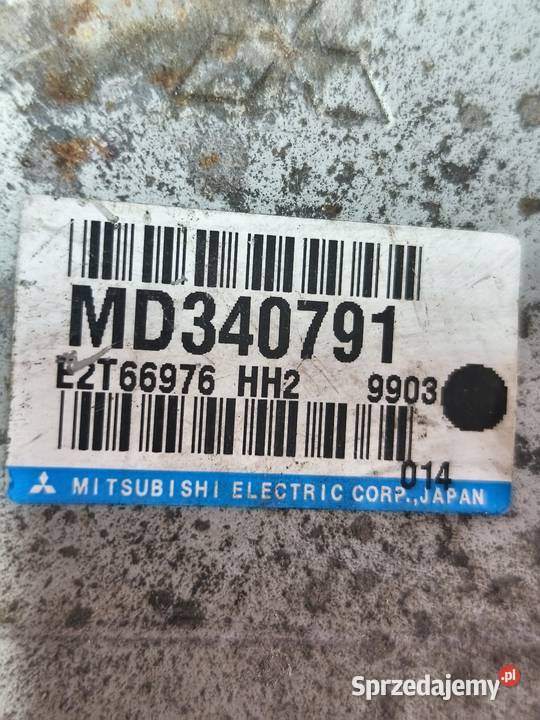 MD340791
E2T66976 HH2 9903
014
MITSUBISHI ELECTRIC CORP.,JAPAN
Sprzedajemy.pl